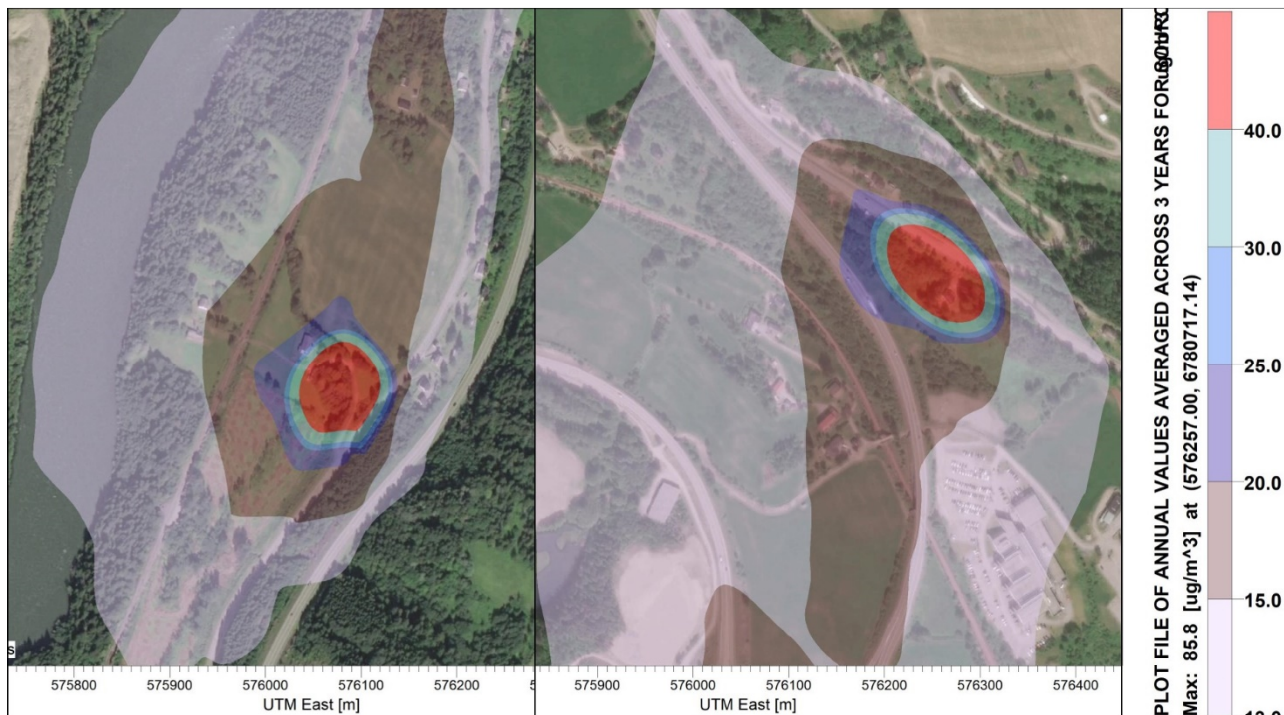 575800 575900 576000 576100 576200
UTM East [m]
575900 576000 576100 576200 576300 576400
UTM East [m]
PLOT FILE OF ANNUAL VALUES AVERAGED ACROSS 3 YEARS FOR
Max: 85.8 [ug/m^3] at (576257.00, 6780717.14)
40.0
30.0
25.0
20.0
15.0